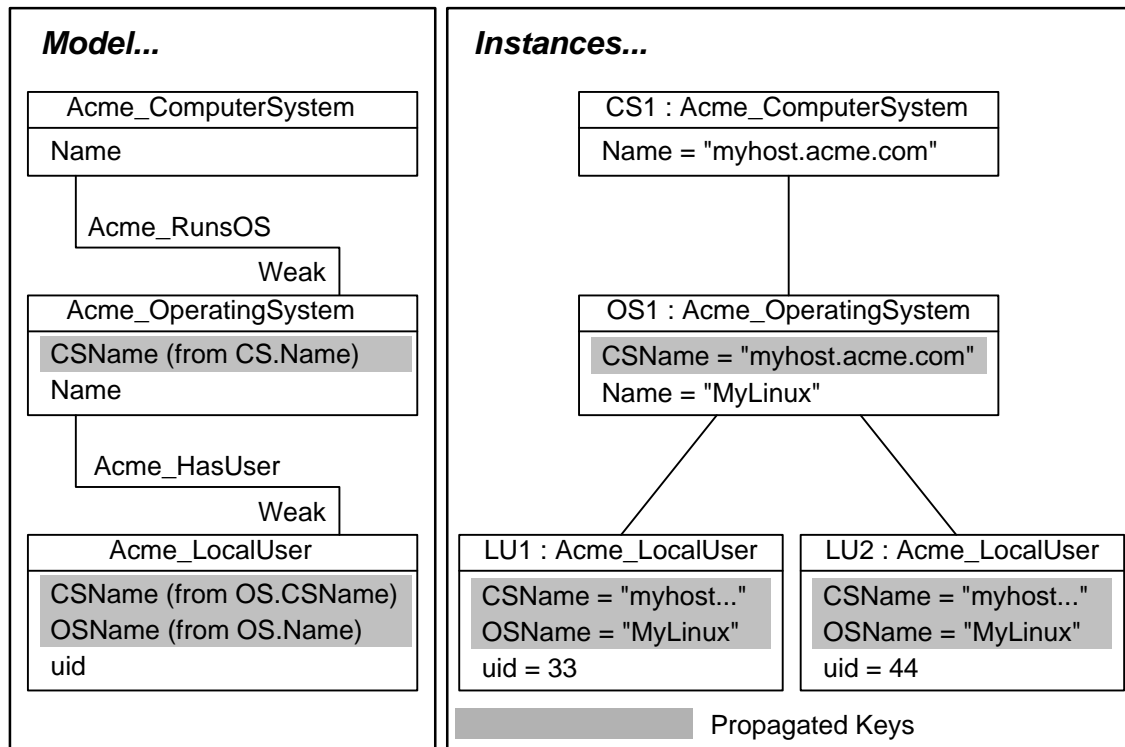 Model...
Acme_ComputerSystem
Name
Acme_RunsOS
Weak
Acme_OperatingSystem
CSName (from CS.Name)
Name
Acme_HasUser
Weak
Acme_LocalUser
CSName (from OS.CSName)
OSName (from OS.Name)
uid
Instances...
CS1 : Acme_ComputerSystem
Name = "myhost.acme.com"
OS1 : Acme_OperatingSystem
CSName = "myhost.acme.com"
Name = "MyLinux"
LU1 : Acme_LocalUser
CSName = "myhost..."
OSName = "MyLinux"
uid = 33
LU2 : Acme_LocalUser
CSName = "myhost..."
OSName = "MyLinux"
uid = 44
Propagated Keys